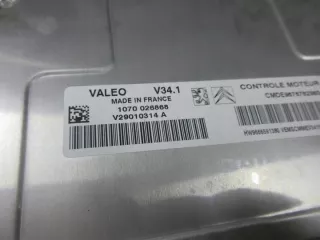 VALEO V34.1
MADE IN FRANCE
1070 026868
V29010314 A
CONTROLE MOTEUR